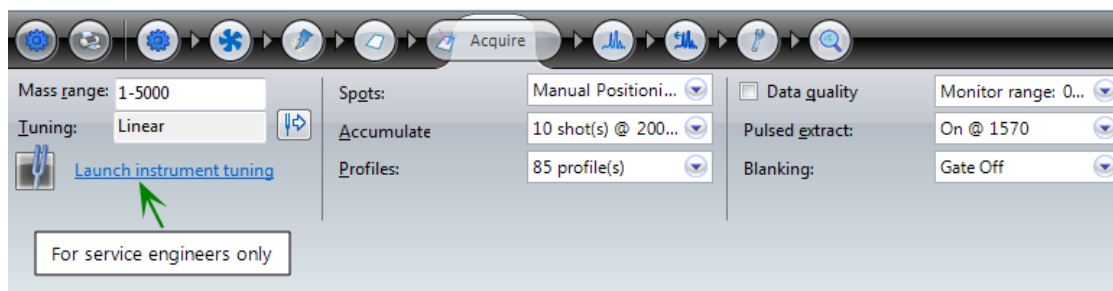 Acquire
Mass range: 1-5000
Tuning: Linear
Launch instrument tuning
For service engineers only
Spots: Manual Positioni...
Accumulate 10 shot(s) @ 200...
Profiles: 85 profile(s)
Data quality Monitor range: 0...
Pulsed extract: On @ 1570
Blanking: Gate Off